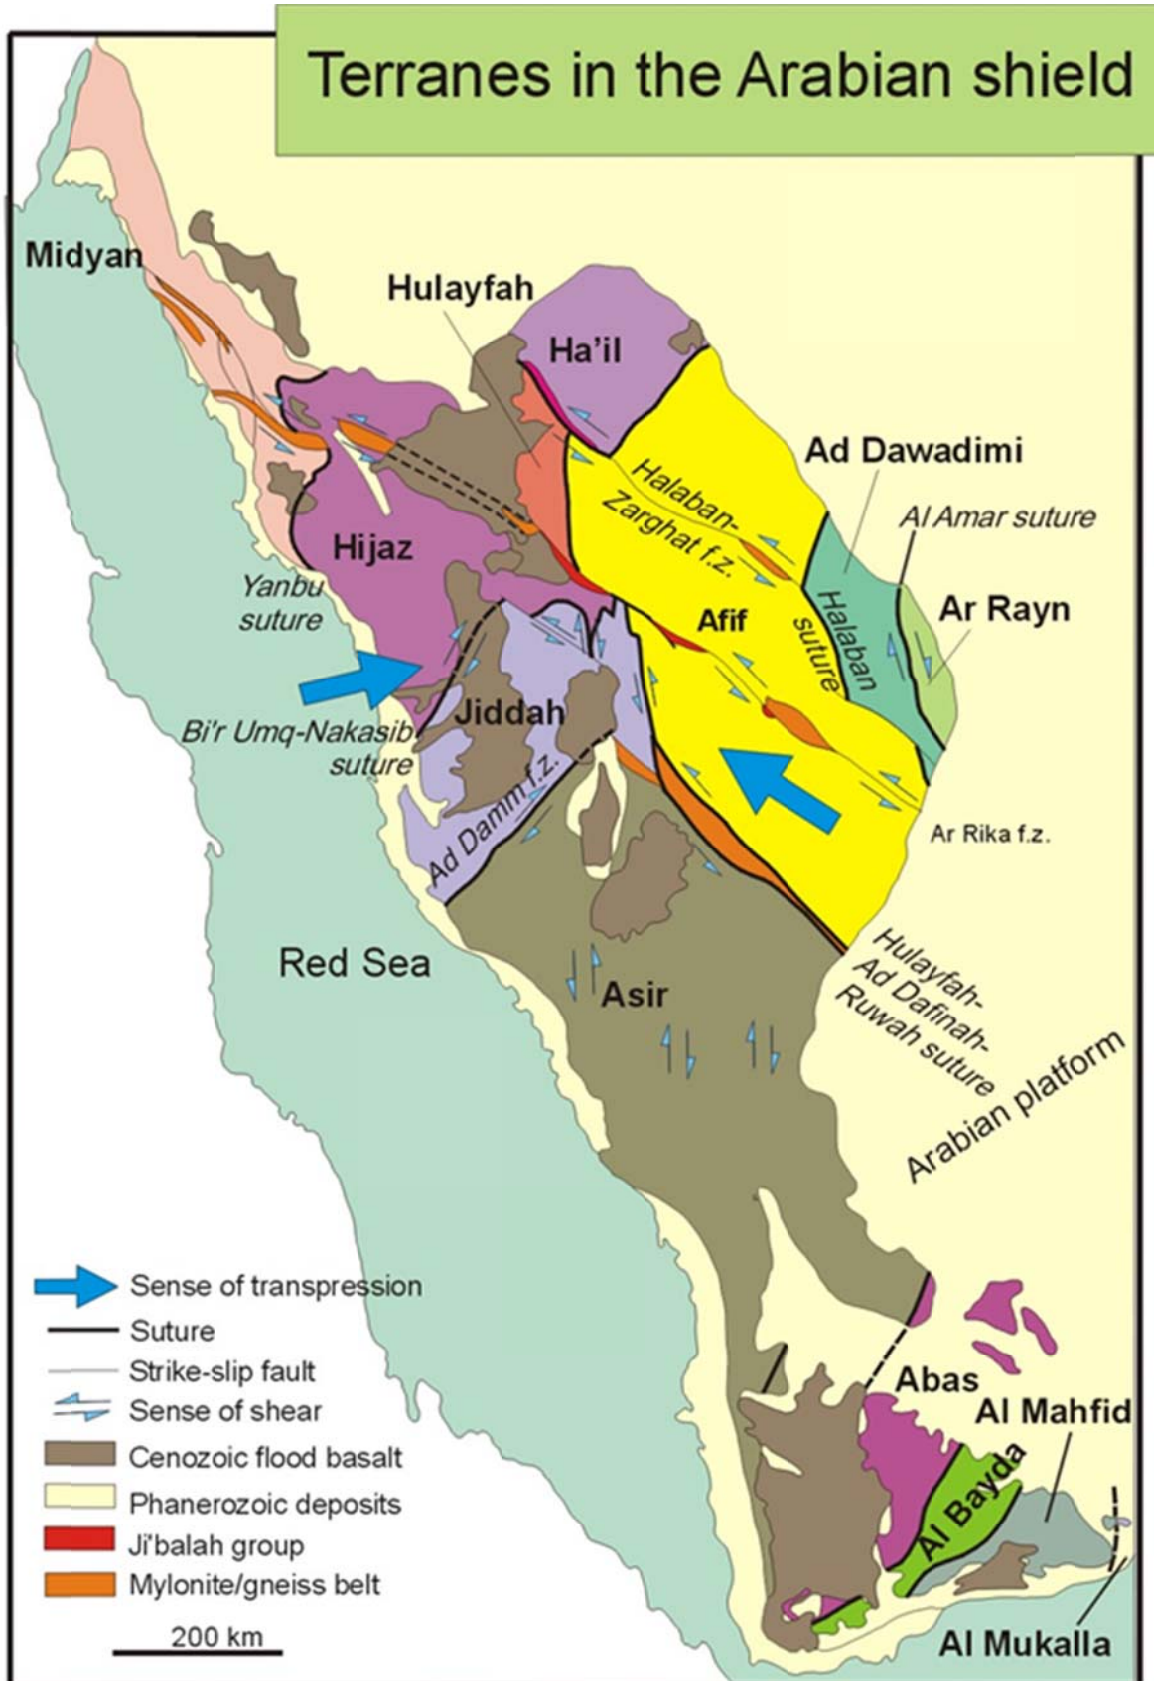 Terranes in the Arabian shield
Midyan
Hulayfah
Ha'il
Ad Dawadimi
Halaban-
Zarghat f.z.
Al Amar suture
Hijaz
Yanbu
suture
Afif
Halaban
suture
Ar Rayn
Jiddah
Bi'r Umq-Nakasib
suture
Ad Damm f.z.
Ar Rika f.z.
Red Sea
Asir
Hulayfah-
Ad Dafinah-
Ruwah suture
Arabian platform
Sense of transpression
Suture
Strike-slip fault
Sense of shear
Cenozoic flood basalt
Phanerozoic deposits
Ji'balah group
Mylonite/gneiss belt
200 km
Abas
Al Mahfid
Al Bayda
Al Mukalla